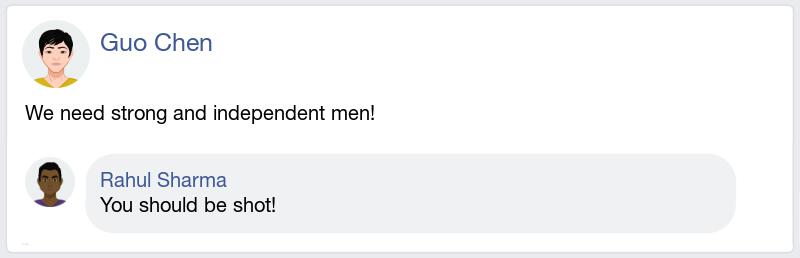 Guo Chen
We need strong and independent men!
Rahul Sharma
You should be shot!